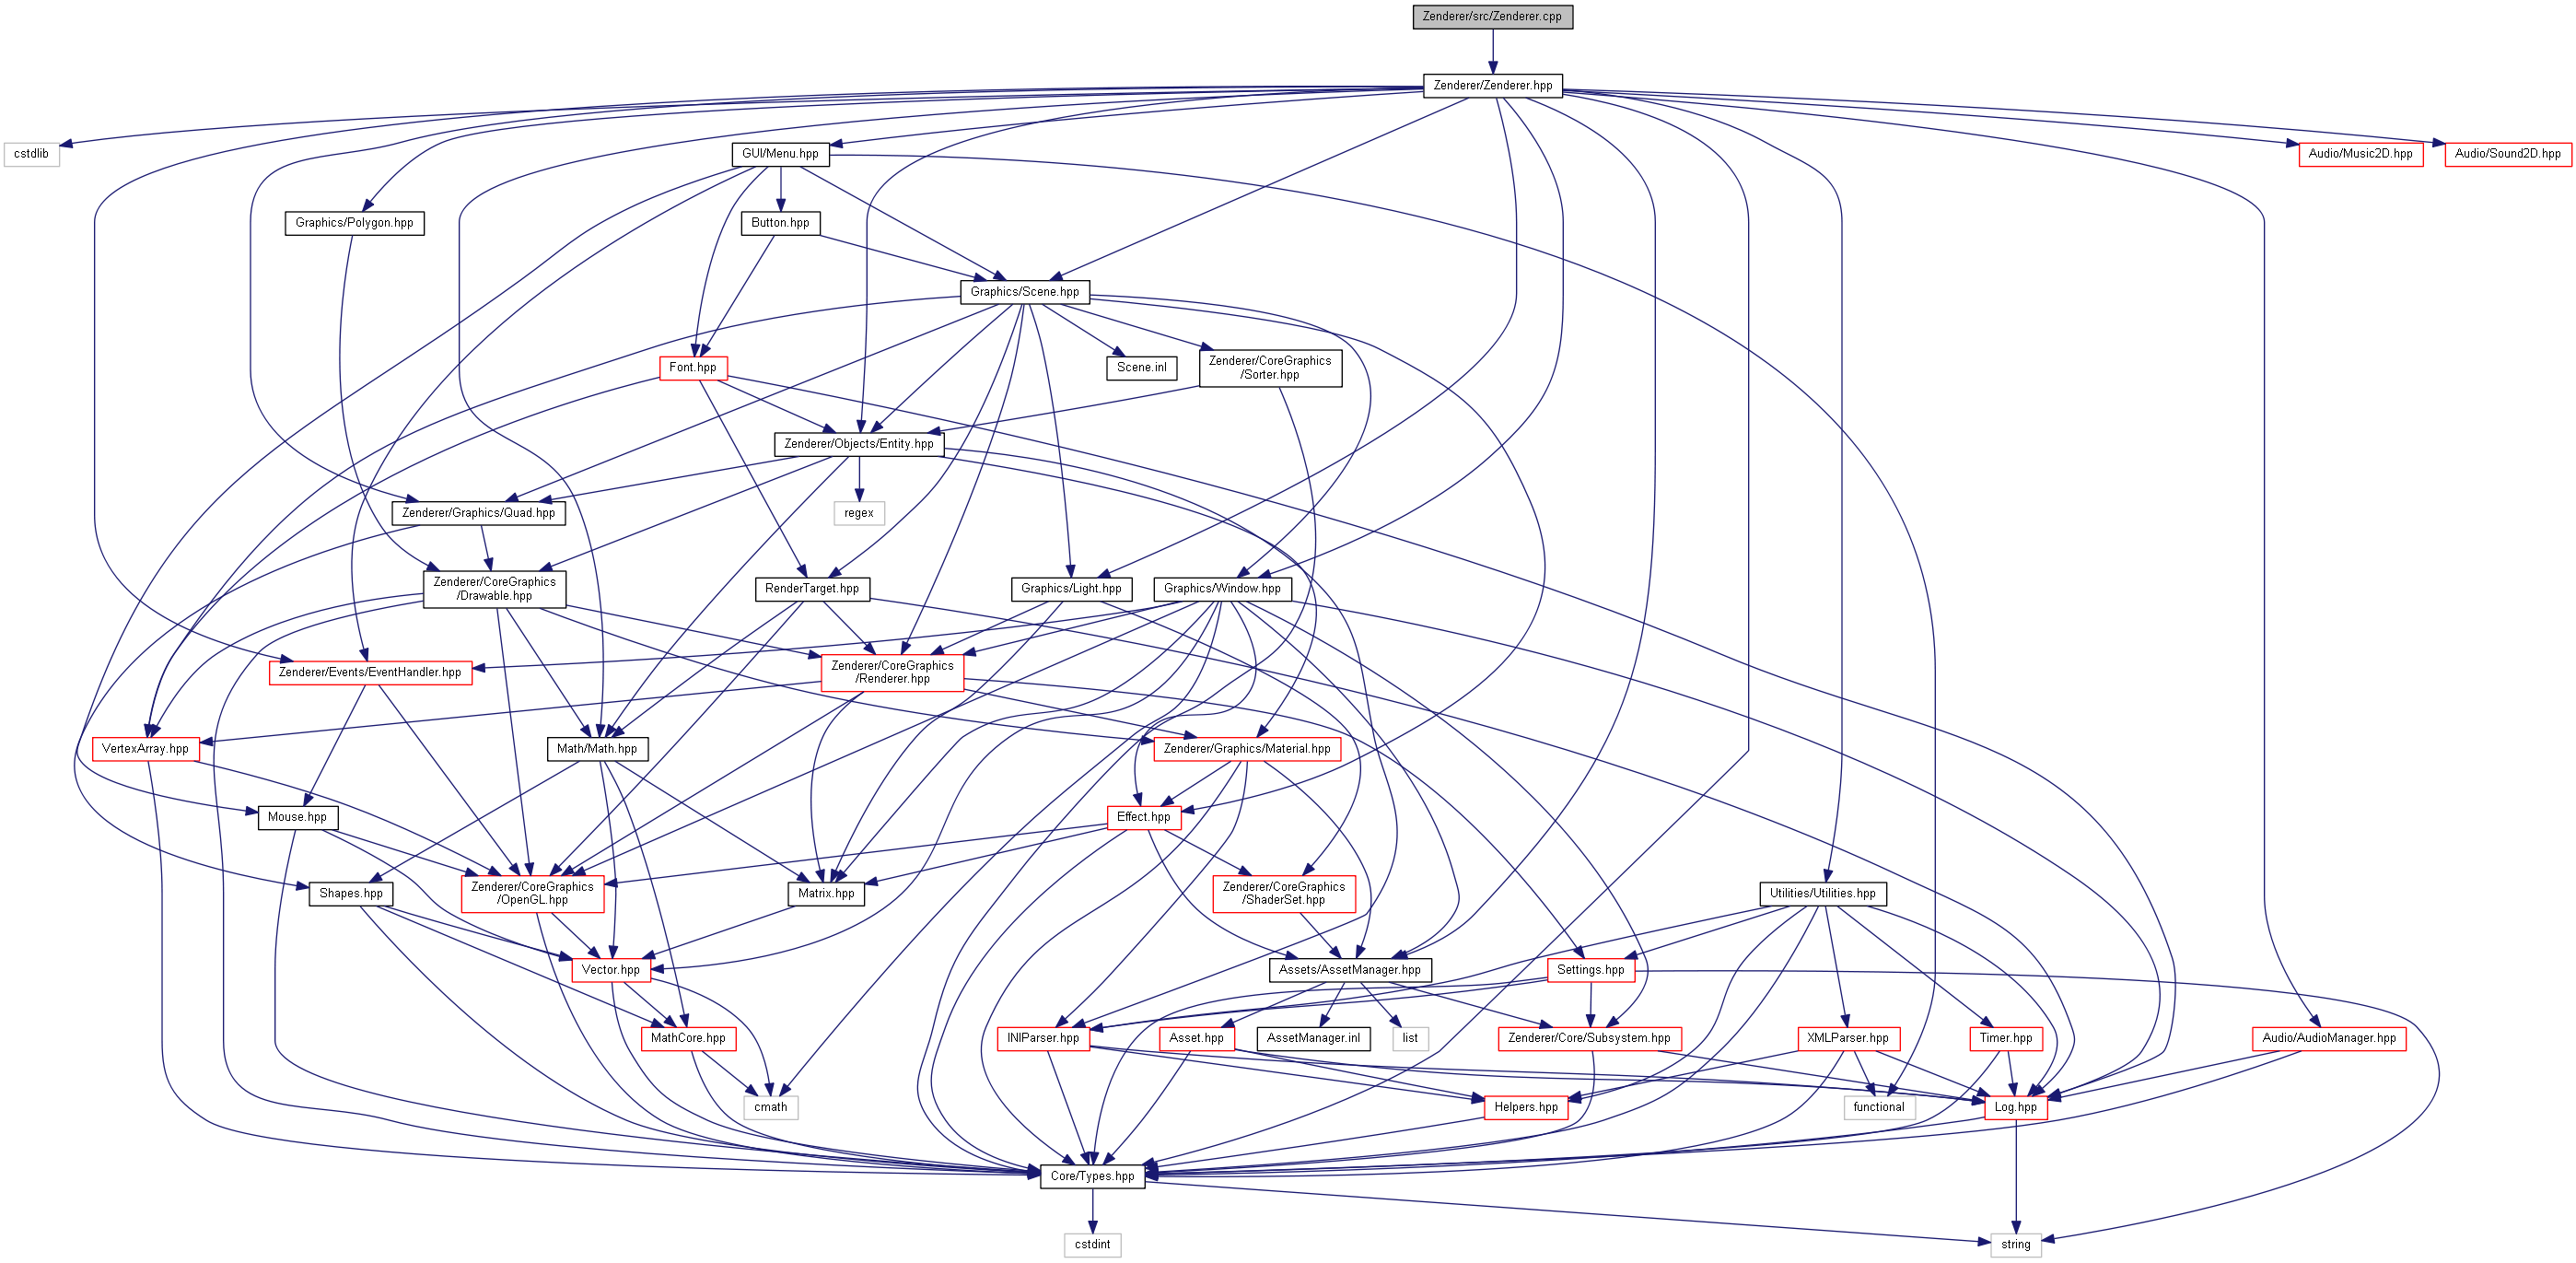 Zenderer/src/Zenderer.cpp
Zenderer/Zenderer.hpp
cstdlib
GUI/Menu.hpp
Audio/Music2D.hpp
Audio/Sound2D.hpp
Graphics/Polygon.hpp
Button.hpp
Graphics/Scene.hpp
Font.hpp
Scene.inl
Zenderer/CoreGraphics
/Sorter.hpp
Zenderer/Objects/Entity.hpp
Zenderer/Graphics/Quad.hpp
regex
Zenderer/CoreGraphics
/Drawable.hpp
RenderTarget.hpp
Graphics/Light.hpp
Graphics/Window.hpp
Zenderer/Events/EventHandler.hpp
Zenderer/CoreGraphics
/Renderer.hpp
VertexArray.hpp
Math/Math.hpp
Zenderer/Graphics/Material.hpp
Mouse.hpp
Effect.hpp
Shapes.hpp
Zenderer/CoreGraphics
/OpenGL.hpp
Matrix.hpp
Zenderer/CoreGraphics
/ShaderSet.hpp
Utilities/Utilities.hpp
Vector.hpp
Assets/AssetManager.hpp
Settings.hpp
MathCore.hpp
INIParser.hpp
Asset.hpp
AssetManager.inl
list
Zenderer/Core/Subsystem.hpp
XMLParser.hpp
Timer.hpp
Audio/AudioManager.hpp
cmath
Helpers.hpp
functional
Log.hpp
Core/Types.hpp
cstdint
string